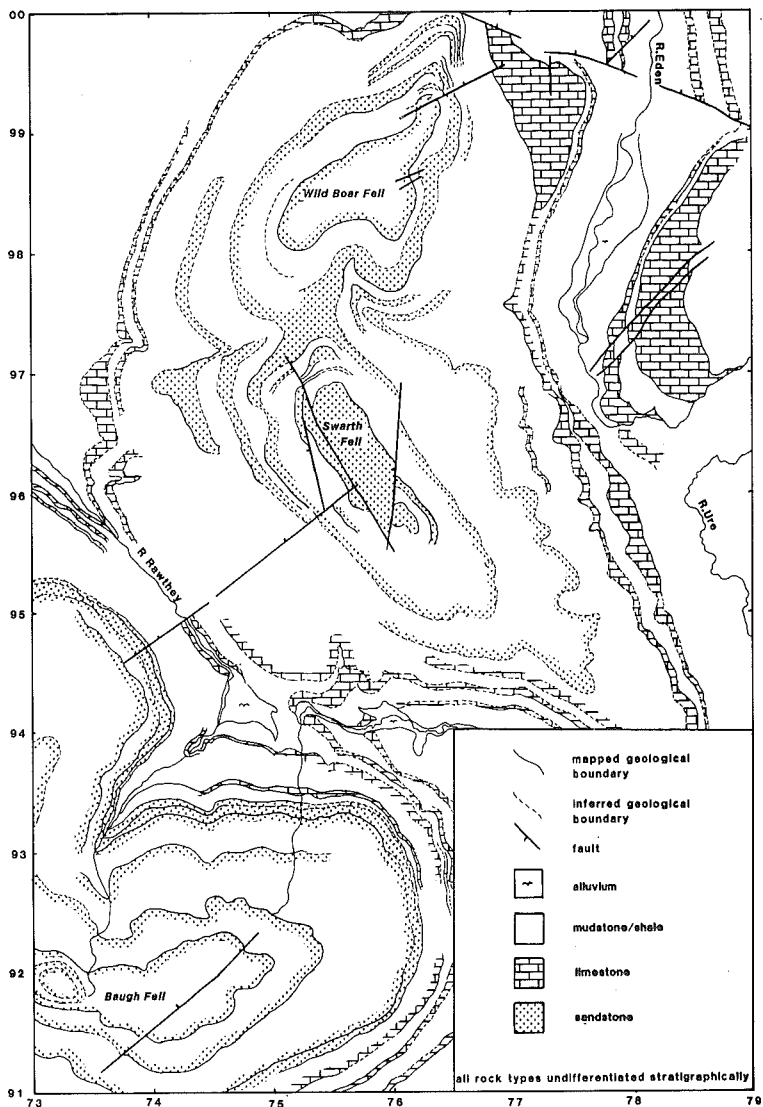 00
99
98
97
96
95
94
93
92
91
73
74
75
76
77
78
79
R.Eden
Wild Boar Fell
Swarth
Fell
R.Ure
R Rawthey
Baugh Fell
mapped geological
boundary
inferred geological
boundary
fault
alluvium
mudstone/shale
limestone
sandstone
all rock types undifferentiated stratigraphically